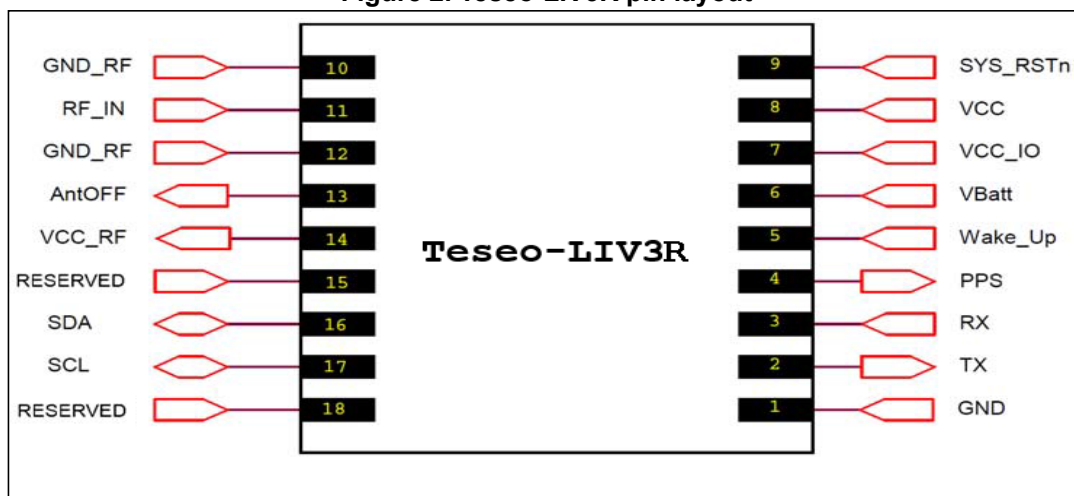 Figure 2. Teseo-LIV3R pin layout
GND_RF 10 9 SYS_RSTn
RF_IN 11 8 VCC
GND_RF 12 7 VCC_IO
AntOFF 13 6 VBatt
VCC_RF 14 5 Wake_Up
Teseo-LIV3R
RESERVED 15 4 PPS
SDA 16 3 RX
SCL 17 2 TX
RESERVED 18 1 GND